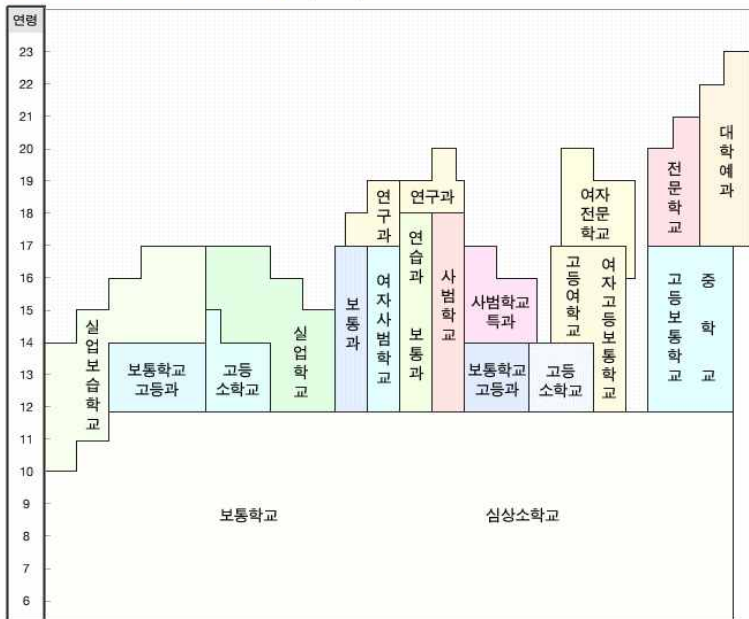 연령
23
22
21
20
19
18
17
16
15
14
13
12
11
10
9
8
7
6
실업보습학교
보통학교
고등과
고등
소학교
실업학교
보통과
연구과
여자사범학교
연구과
연습과 보통과
사범학교
사범학교
특과
보통학교
고등과
고등
소학교
여자
전문
학교
고등여학교
여자고등보통학교
전문학교
대학예과
고등보통학교
중학교
보통학교
심상소학교